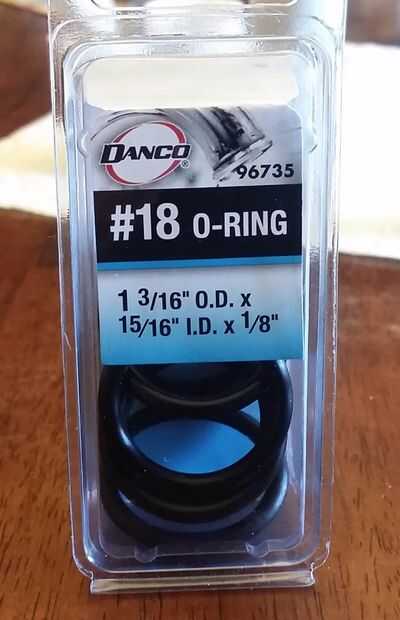 DANCO®
96735
#18 O-RING
1 3/16" O.D. x
15/16" I.D. x 1/8"